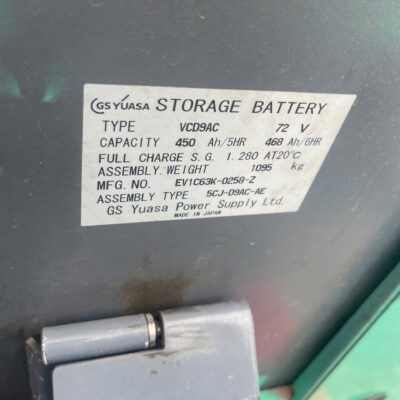 GS YUASA STORAGE BATTERY
TYPE VCD9AC 72 V
CAPACITY 450 Ah/5HR 468 Ah/6HR
FULL CHARGE S.G. 1.280 AT20°C
ASSEMBLY.WEIGHT 1095 kg
MFG. NO. EV1C63K-0258-Z
ASSEMBLY TYPE 5CJ-D9AC-AE
GS Yuasa Power Supply Ltd.
MADE IN JAPAN